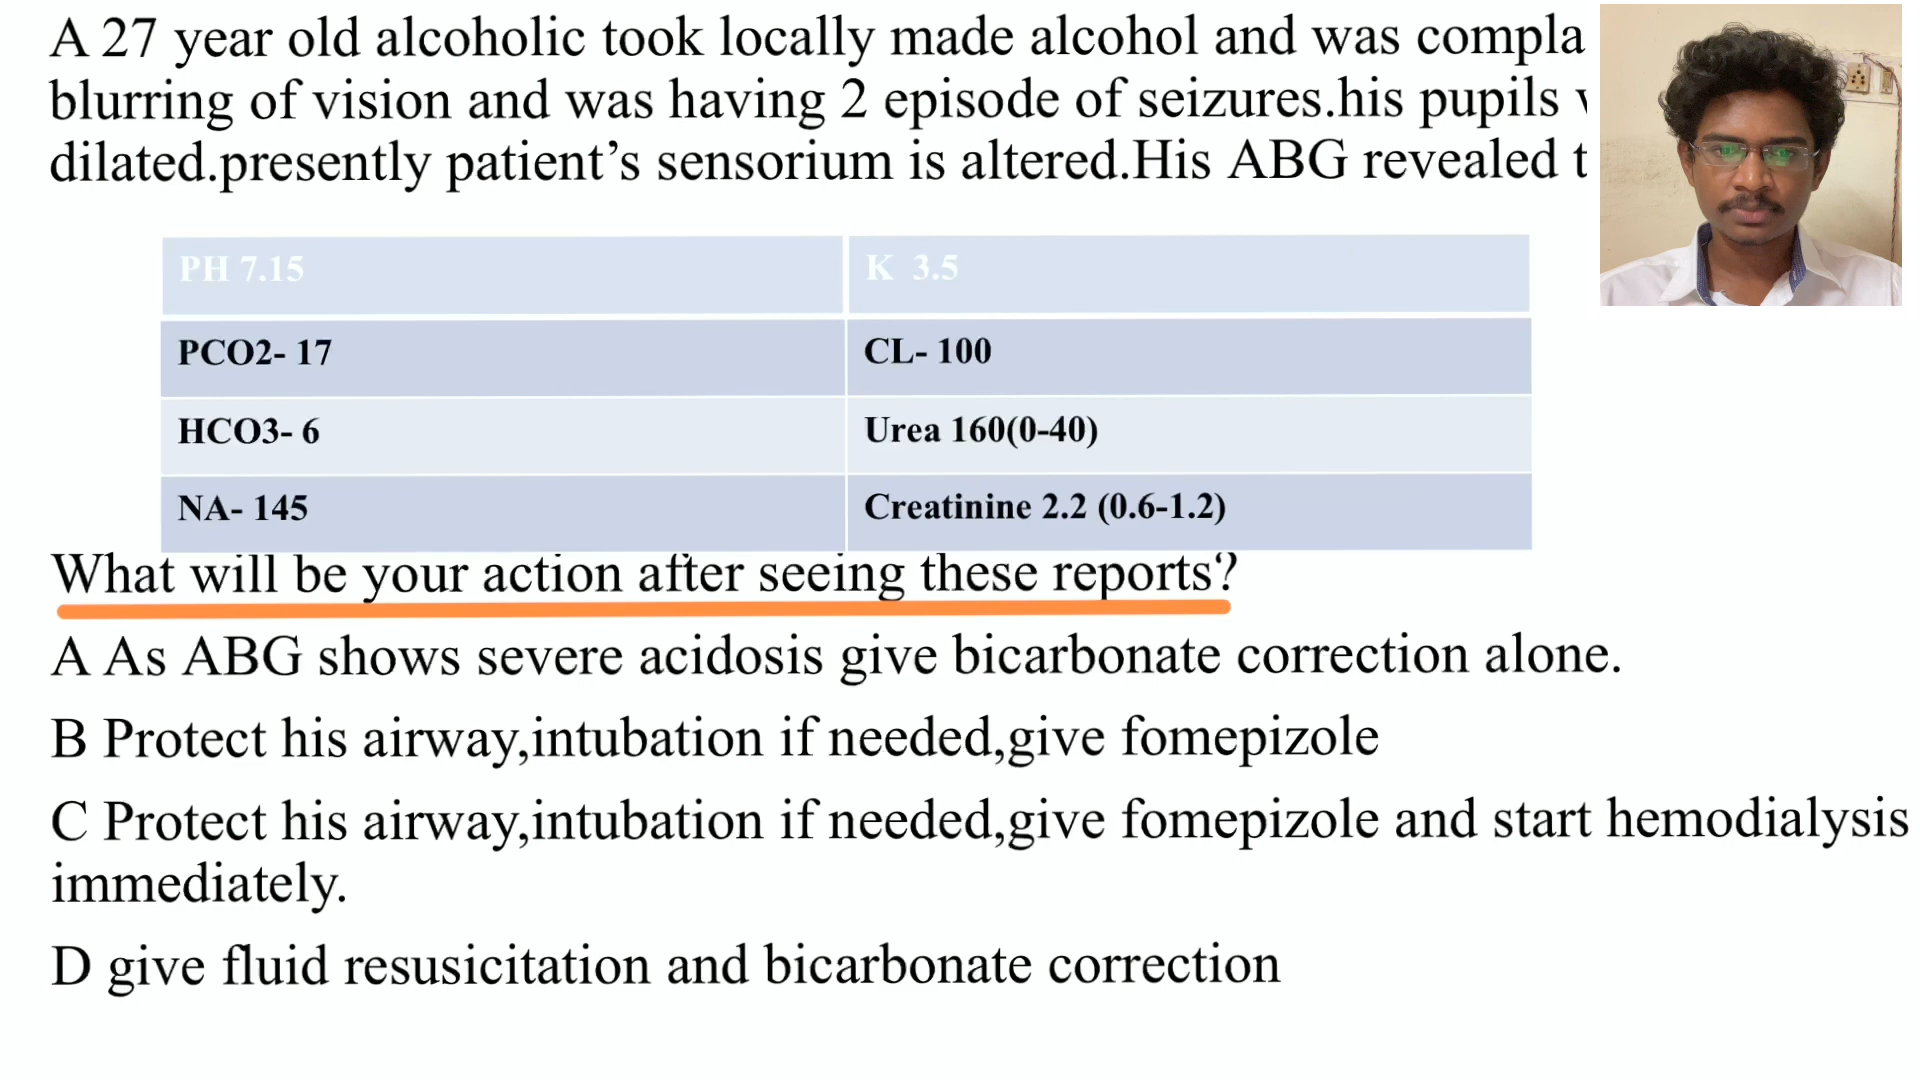 A 27 year old alcoholic took locally made alcohol and was compla
blurring of vision and was having 2 episode of seizures.his pupils
dilated.presently patient’s sensorium is altered.His ABG revealed t
PH 7.15 K 3.5
PCO2- 17 CL- 100
HCO3- 6 Urea 160(0-40)
NA- 145 Creatinine 2.2 (0.6-1.2)
What will be your action after seeing these reports?
A As ABG shows severe acidosis give bicarbonate correction alone.
B Protect his airway,intubation if needed,give fomepizole
C Protect his airway,intubation if needed,give fomepizole and start hemodialysis
immediately.
D give fluid resusicitation and bicarbonate correction